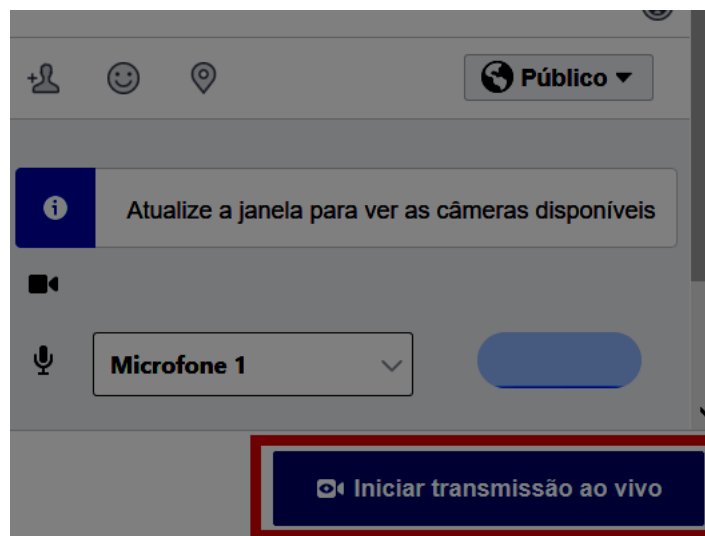 Público
Atualize a janela para ver as câmeras disponíveis
Microfone 1
Iniciar transmissão ao vivo